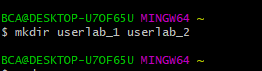 BCA@DESKTOP-U7OF65U MINGW64 ~
$ mkdir userlab_1 userlab_2
BCA@DESKTOP-U7OF65U MINGW64 ~